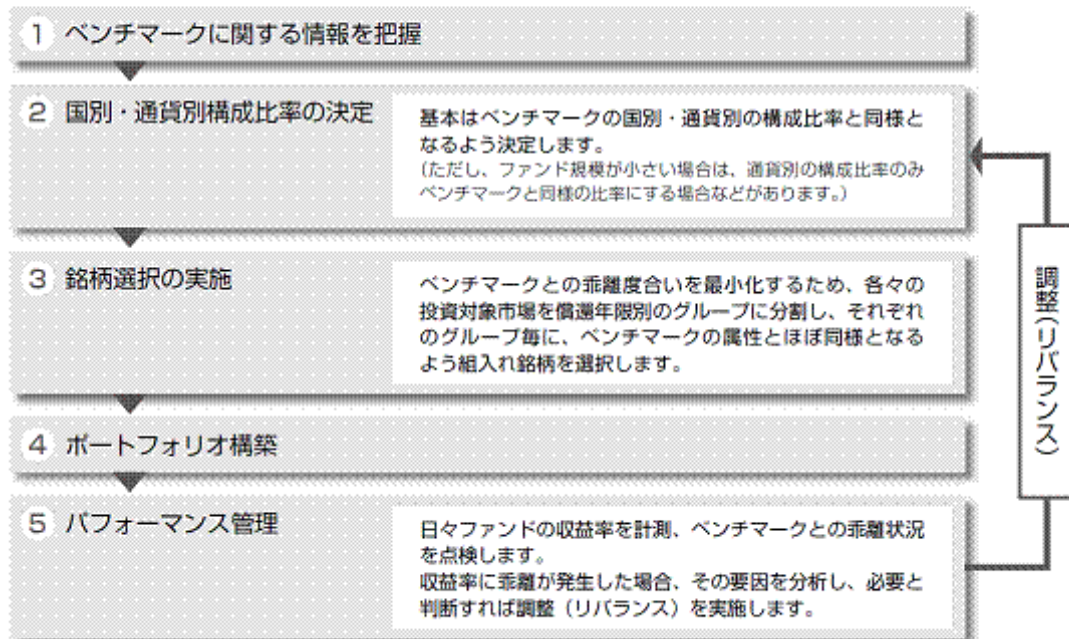 1 ベンチマークに関する情報を把握
2 国別・通貨別構成比率の決定
基本はベンチマークの国別・通貨別の構成比率と同様と
なるよう決定します。
(ただし、ファンド規模が小さい場合は、通貨別の構成比率のみ
ベンチマークと同様の比率にする場合などがあります。)
3 銘柄選択の実施
ベンチマークとの乖離度合いを最小化するため、各々の
投資対象市場を償還年限別のグループに分割し、それぞれ
のグループ毎に、ベンチマークの属性とほぼ同様となる
よう組入れ銘柄を選択します。
4 ポートフォリオ構築
5 パフォーマンス管理
日々ファンドの収益率を計測、ベンチマークとの乖離状況
を点検します。
収益率に乖離が発生した場合、その要因を分析し、必要と
判断すれば調整（リバランス）を実施します。
調整（リバランス）